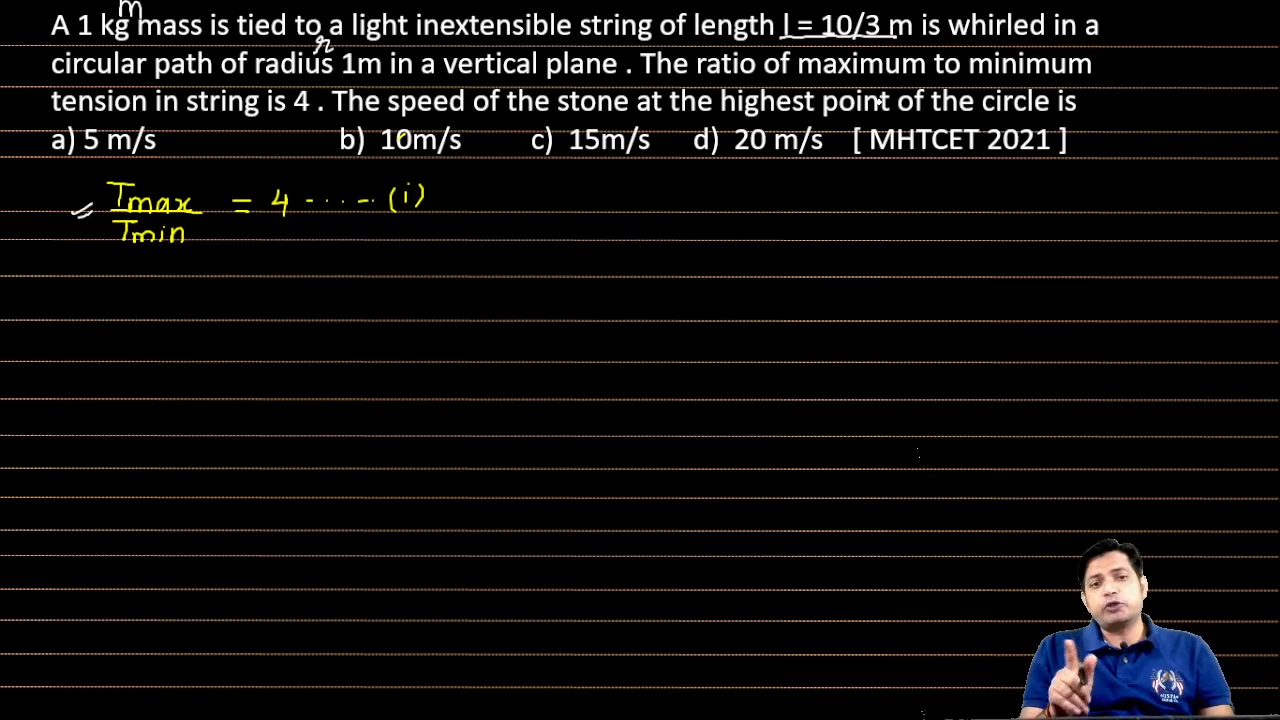 A 1 kg mass is tied to a light inextensible string of length l = 10/3 m is whirled in a
circular path of radius 1m in a vertical plane . The ratio of maximum to minimum
tension in string is 4 . The speed of the stone at the highest point of the circle is
a) 5 m/s b) 10m/s c) 15m/s d) 20 m/s [ MHTCET 2021 ]
m
r
Tmax / Tmin = 4 ----- (i)